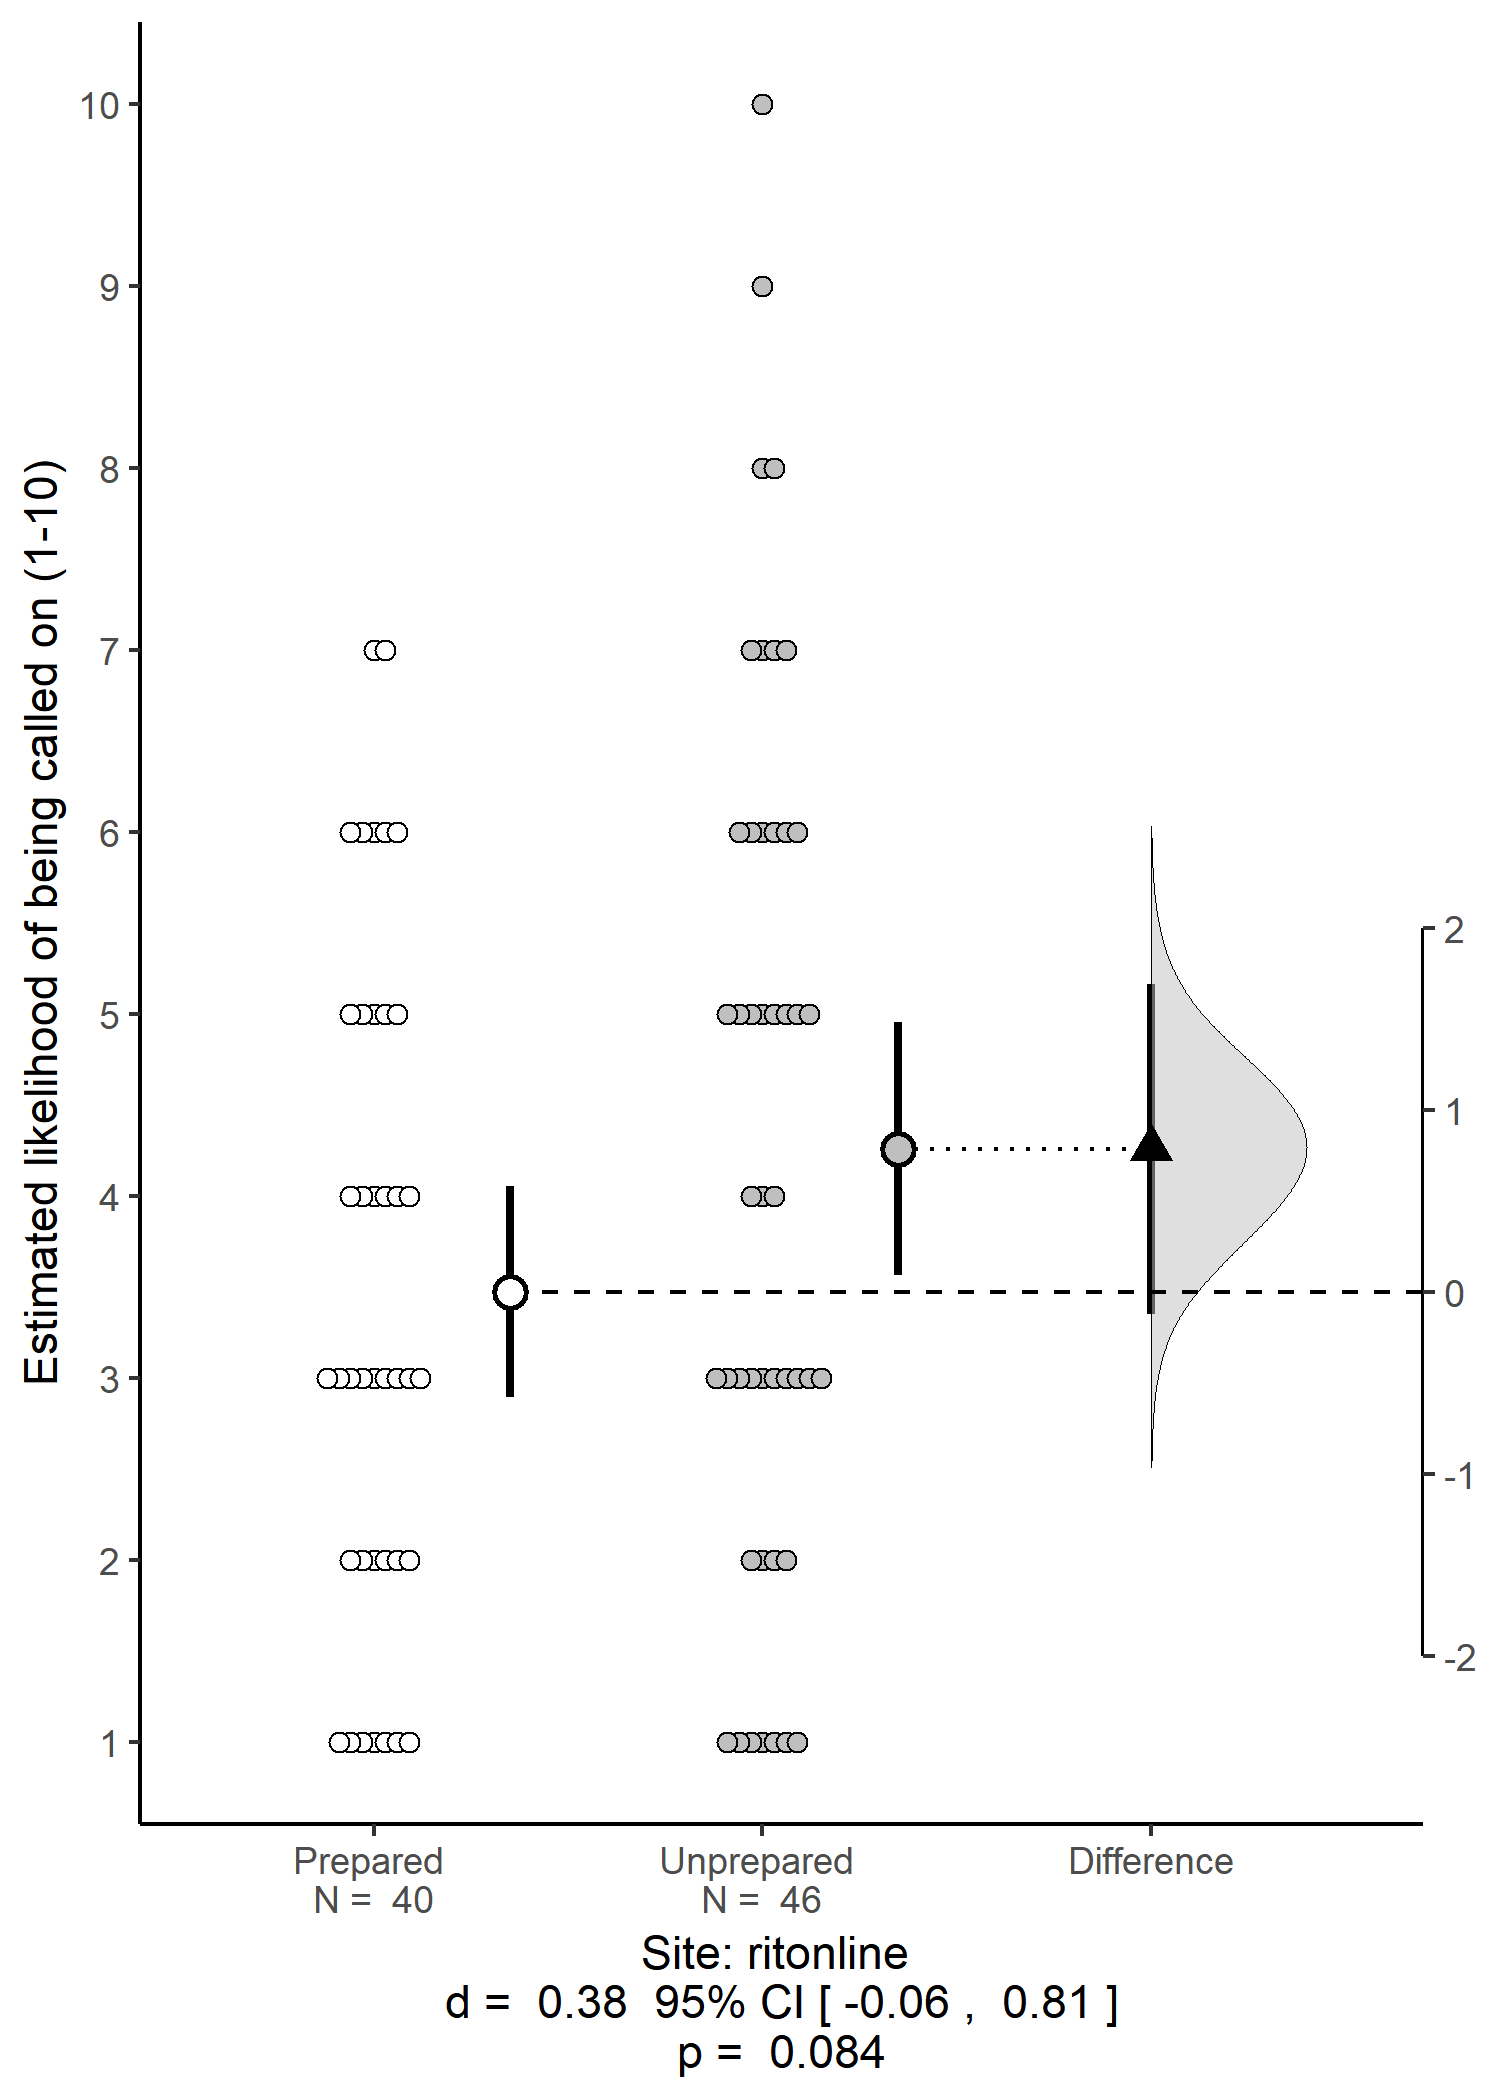 Estimated likelihood of being called on (1-10)
10
9
8
7
6
5
4
3
2
1
2
1
0
-1
-2
Prepared
N = 40
Unprepared
N = 46
Difference
Site: ritonline
d = 0.38 95% CI [ -0.06 , 0.81 ]
p = 0.084